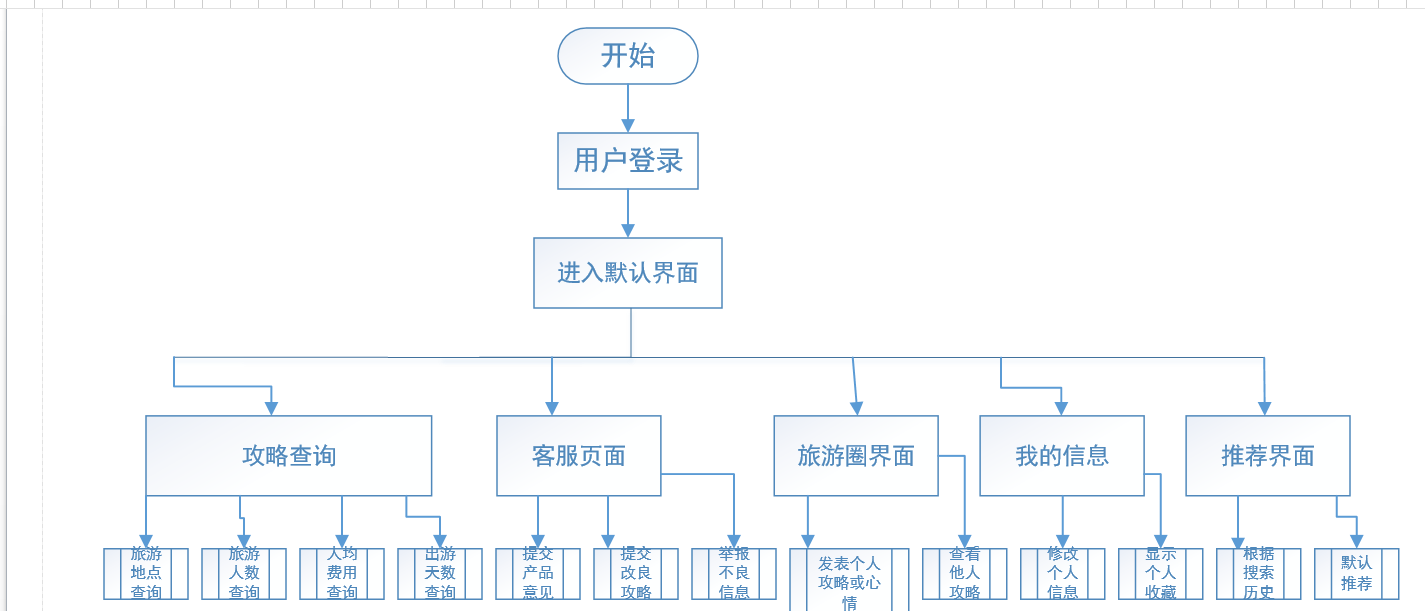 开始
用户登录
进入默认界面
攻略查询
客服页面
旅游圈界面
我的信息
推荐界面
旅游
地点
查询
旅游
人数
查询
人均
费用
查询
出游
天数
查询
提交
产品
意见
提交
改良
攻略
举报
不良
信息
发表个人
攻略或心
情
查看
他人
攻略
修改
个人
信息
显示
个人
收藏
根据
搜索
历史
默认
推荐